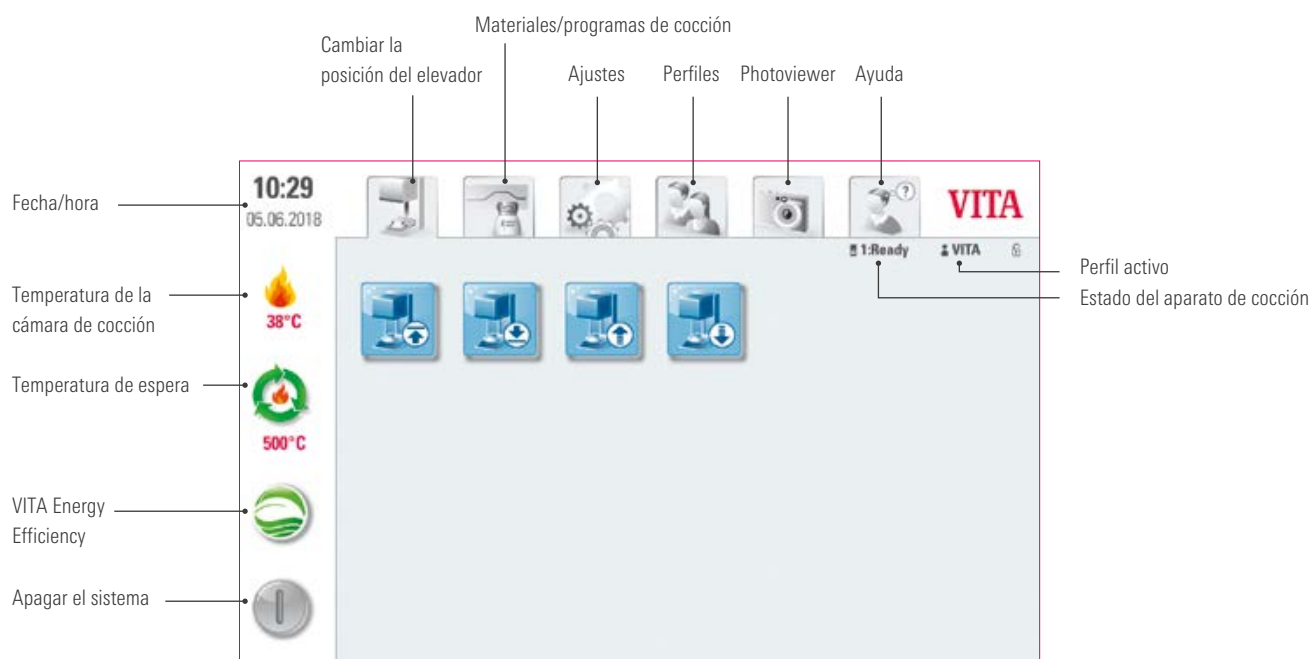 Materiales/programas de cocción
Cambiar la
posición del elevador
Ajustes
Perfiles
Photoviewer
Ayuda
Fecha/hora
10:29
05.06.2018
?
VITA
1:Ready
VITA
Perfil activo
Estado del aparato de cocción
Temperatura de la
cámara de cocción
38°C
Temperatura de espera
500°C
VITA Energy
Efficiency
Apagar el sistema